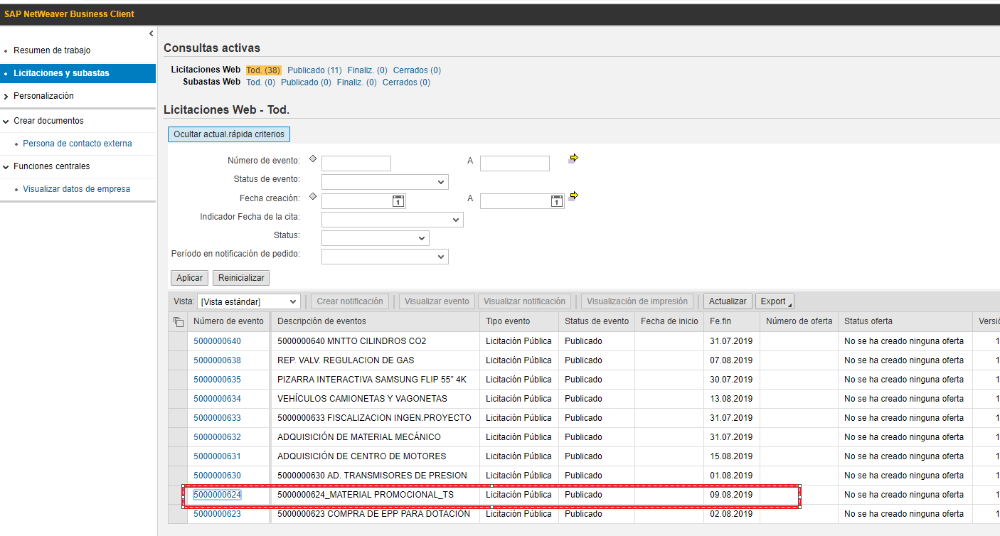 SAP NetWeaver Business Client
Resumen de trabajo
Licitaciones y subastas
Personalización
Crear documentos
Persona de contacto externa
Funciones centrales
Visualizar datos de empresa
Consultas activas
Licitaciones Web Tod. (38) Publicado (11) Finaliz. (0) Cerrados (0)
Subastas Web Tod. (0) Publicado (0) Finaliz. (0) Cerrados (0)
Licitaciones Web - Tod.
Ocultar actual.rápida criterios
Número de evento: A
Status de evento:
Fecha creación: 1 A 1
Indicador Fecha de la cita:
Status:
Período en notificación de pedido:
Aplicar Reinicializar
Vista: [Vista estándar] Crear notificación Visualizar evento Visualizar notificación Visualización de impresión Actualizar Export
Número de evento Descripción de eventos Tipo evento Status de evento Fecha de inicio Fe.fin Número de oferta Status oferta Versió
5000000640 5000000640 MNTTO CILINDROS CO2 Licitación Pública Publicado 31.07.2019 No se ha creado ninguna oferta 1
5000000638 REP. VALV. REGULACION DE GAS Licitación Pública Publicado 07.08.2019 No se ha creado ninguna oferta 1
5000000635 PIZARRA INTERACTIVA SAMSUNG FLIP 55" 4K Licitación Pública Publicado 30.07.2019 No se ha creado ninguna oferta 1
5000000634 VEHÍCULOS CAMIONETAS Y VAGONETAS Licitación Pública Publicado 13.08.2019 No se ha creado ninguna oferta 1
5000000633 5000000633 FISCALIZACION INGEN.PROYECTO Licitación Pública Publicado 31.07.2019 No se ha creado ninguna oferta 1
5000000632 ADQUISICIÓN DE MATERIAL MECÁNICO Licitación Pública Publicado 31.07.2019 No se ha creado ninguna oferta 1
5000000631 ADQUISICIÓN DE CENTRO DE MOTORES Licitación Pública Publicado 15.08.2019 No se ha creado ninguna oferta 1
5000000630 5000000630 AD. TRANSMISORES DE PRESION Licitación Pública Publicado 01.08.2019 No se ha creado ninguna oferta 1
5000000624 5000000624_MATERIAL PROMOCIONAL_TS Licitación Pública Publicado 09.08.2019 No se ha creado ninguna oferta 1
5000000623 5000000623 COMPRA DE EPP PARA DOTACIÓN Licitación Pública Publicado 02.08.2019 No se ha creado ninguna oferta 1